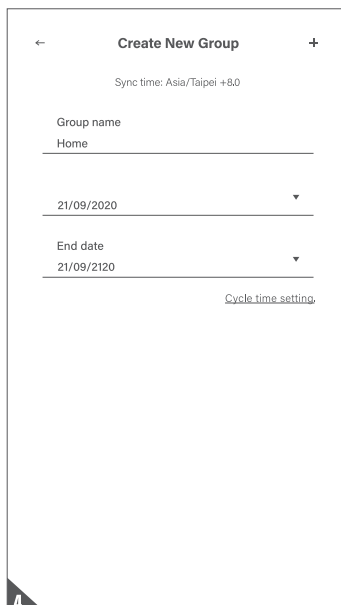 ← Create New Group +
Sync time: Asia/Taipei +8.0
Group name
Home
21/09/2020
End date
21/09/2120
Cycle time setting.
4